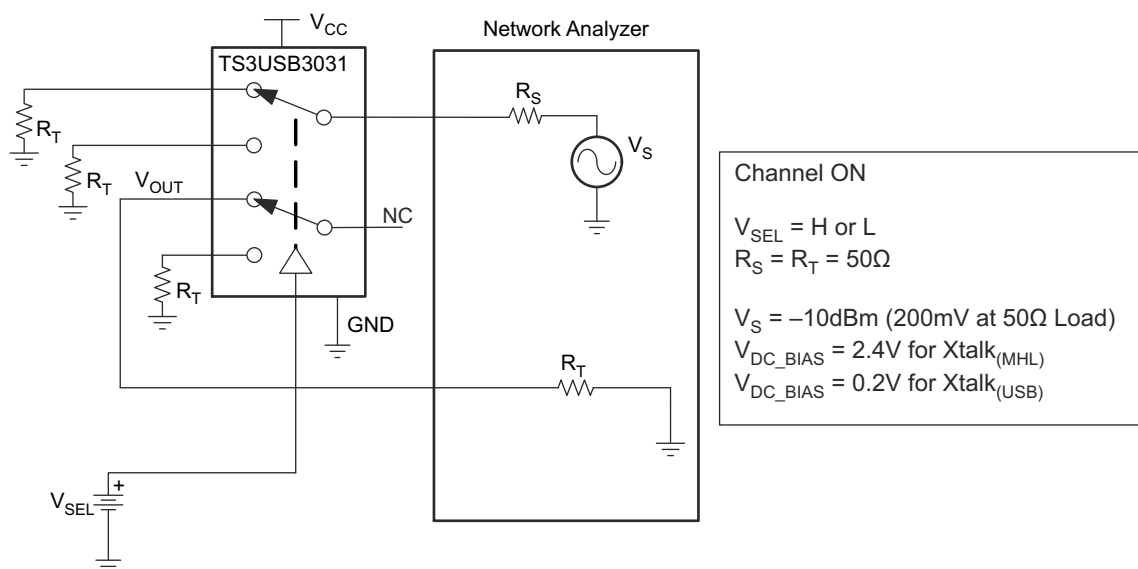 Network Analyzer
V_CC
TS3USB3031
R_S
R_T
V_S
R_T
V_OUT
NC
R_T
GND
R_T
V_SEL
+
Channel ON
V_SEL = H or L
R_S = R_T = 50Ω
V_S = –10dBm (200mV at 50Ω Load)
V_DC_BIAS = 2.4V for Xtalk_(MHL)
V_DC_BIAS = 0.2V for Xtalk_(USB)